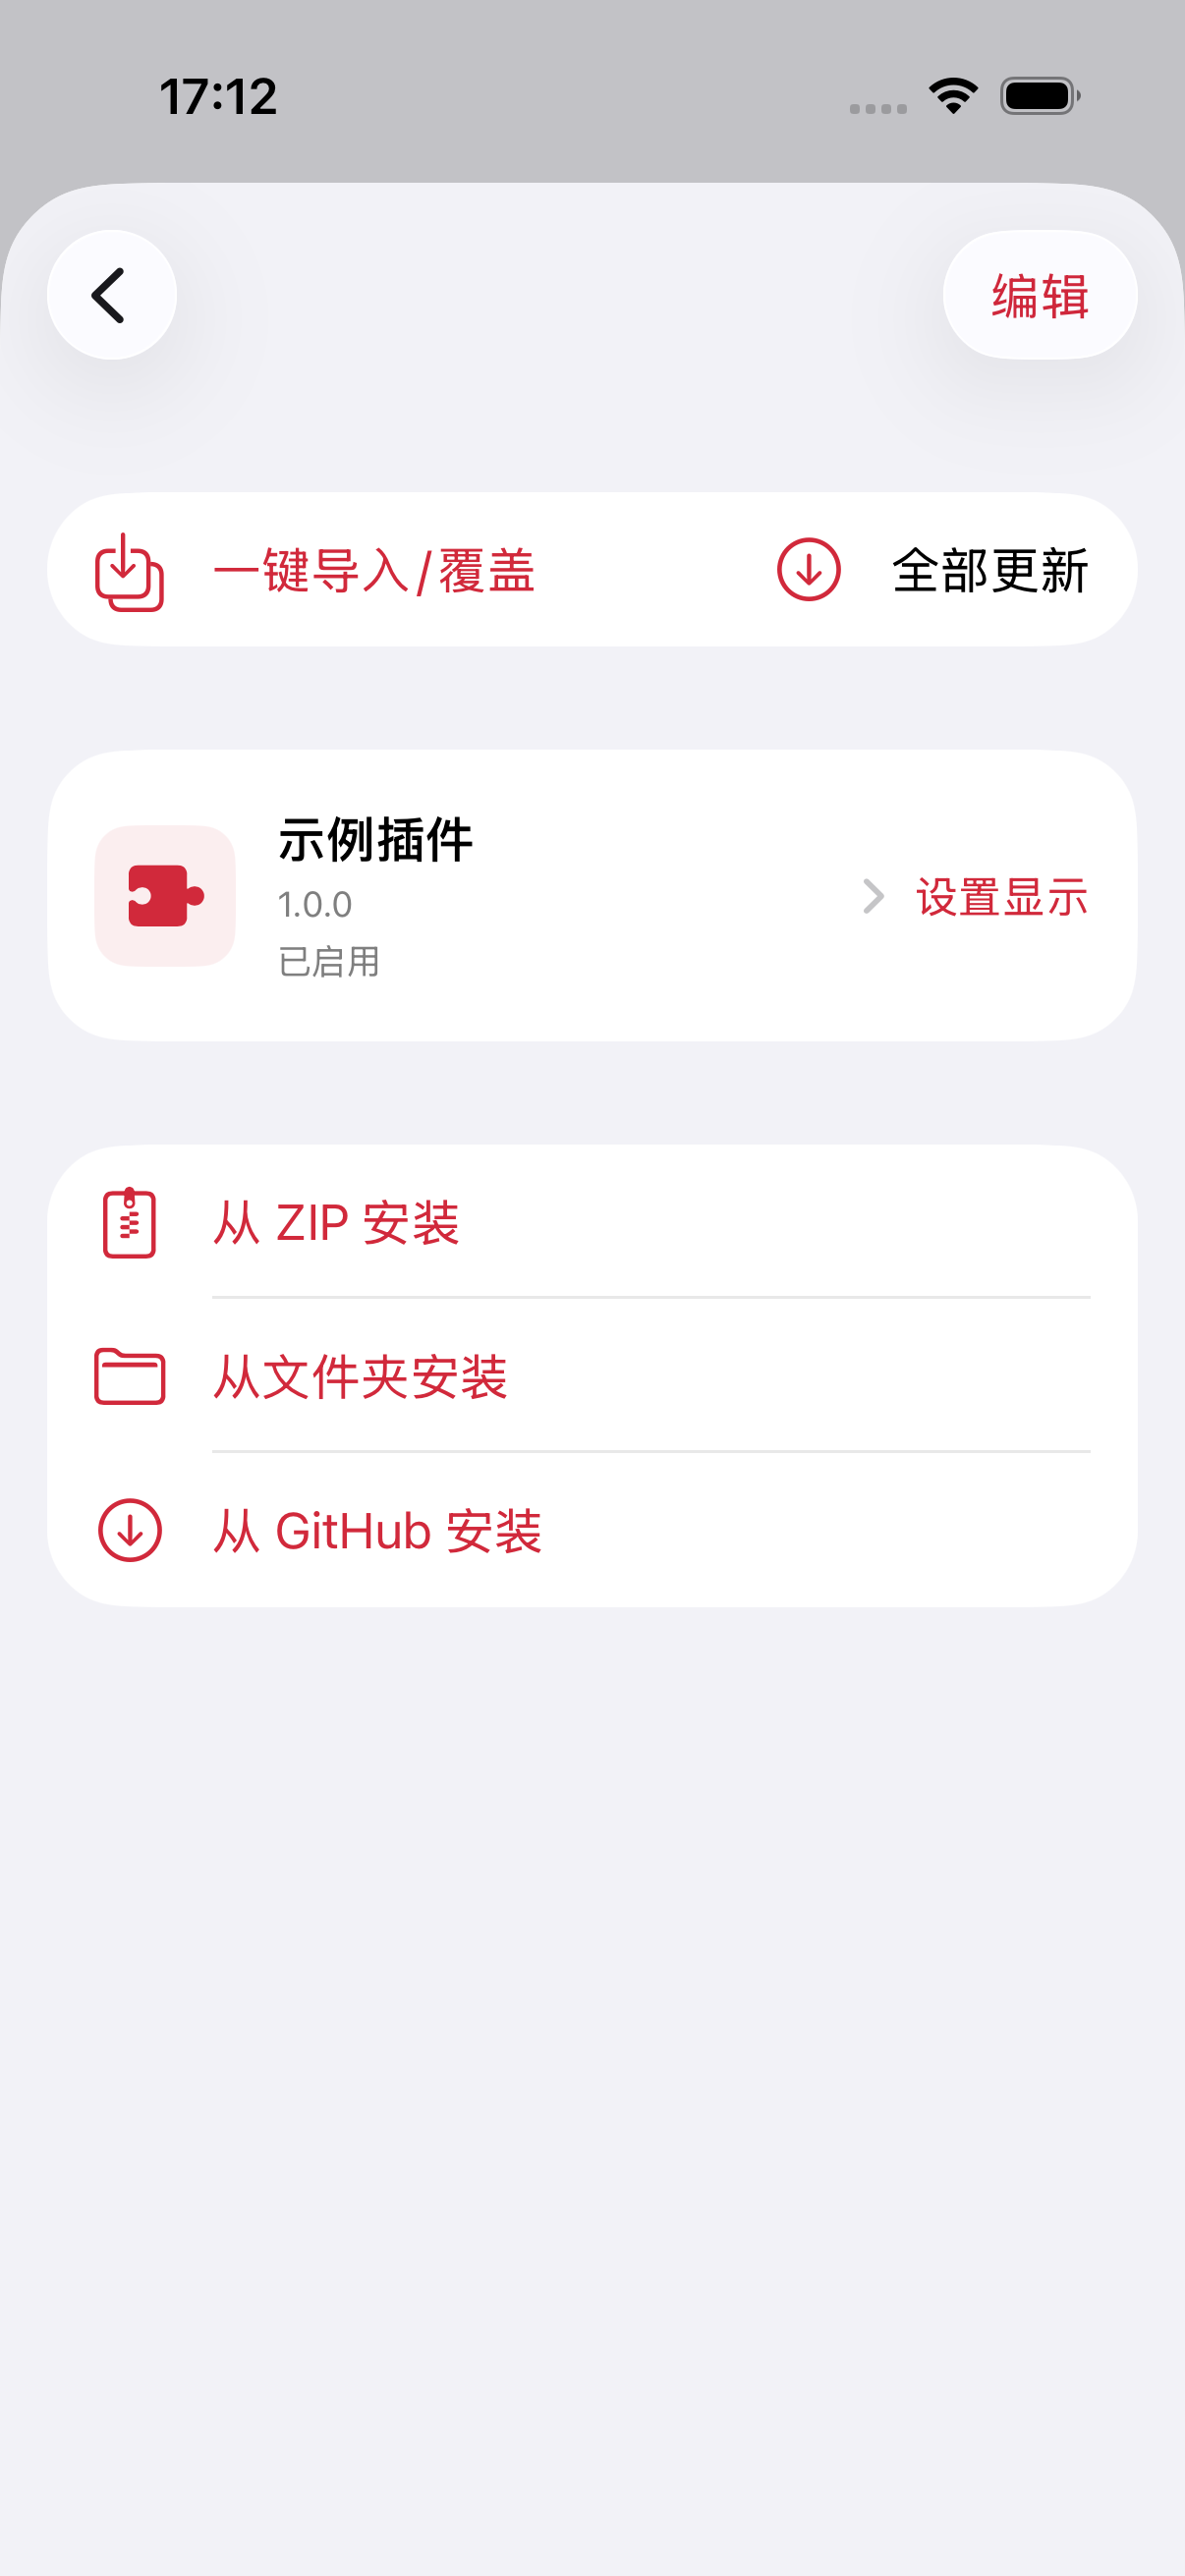 17:12
编辑
一键导入/覆盖 全部更新
示例插件
1.0.0
已启用
设置显示
从 ZIP 安装
从文件夹安装
从 GitHub 安装